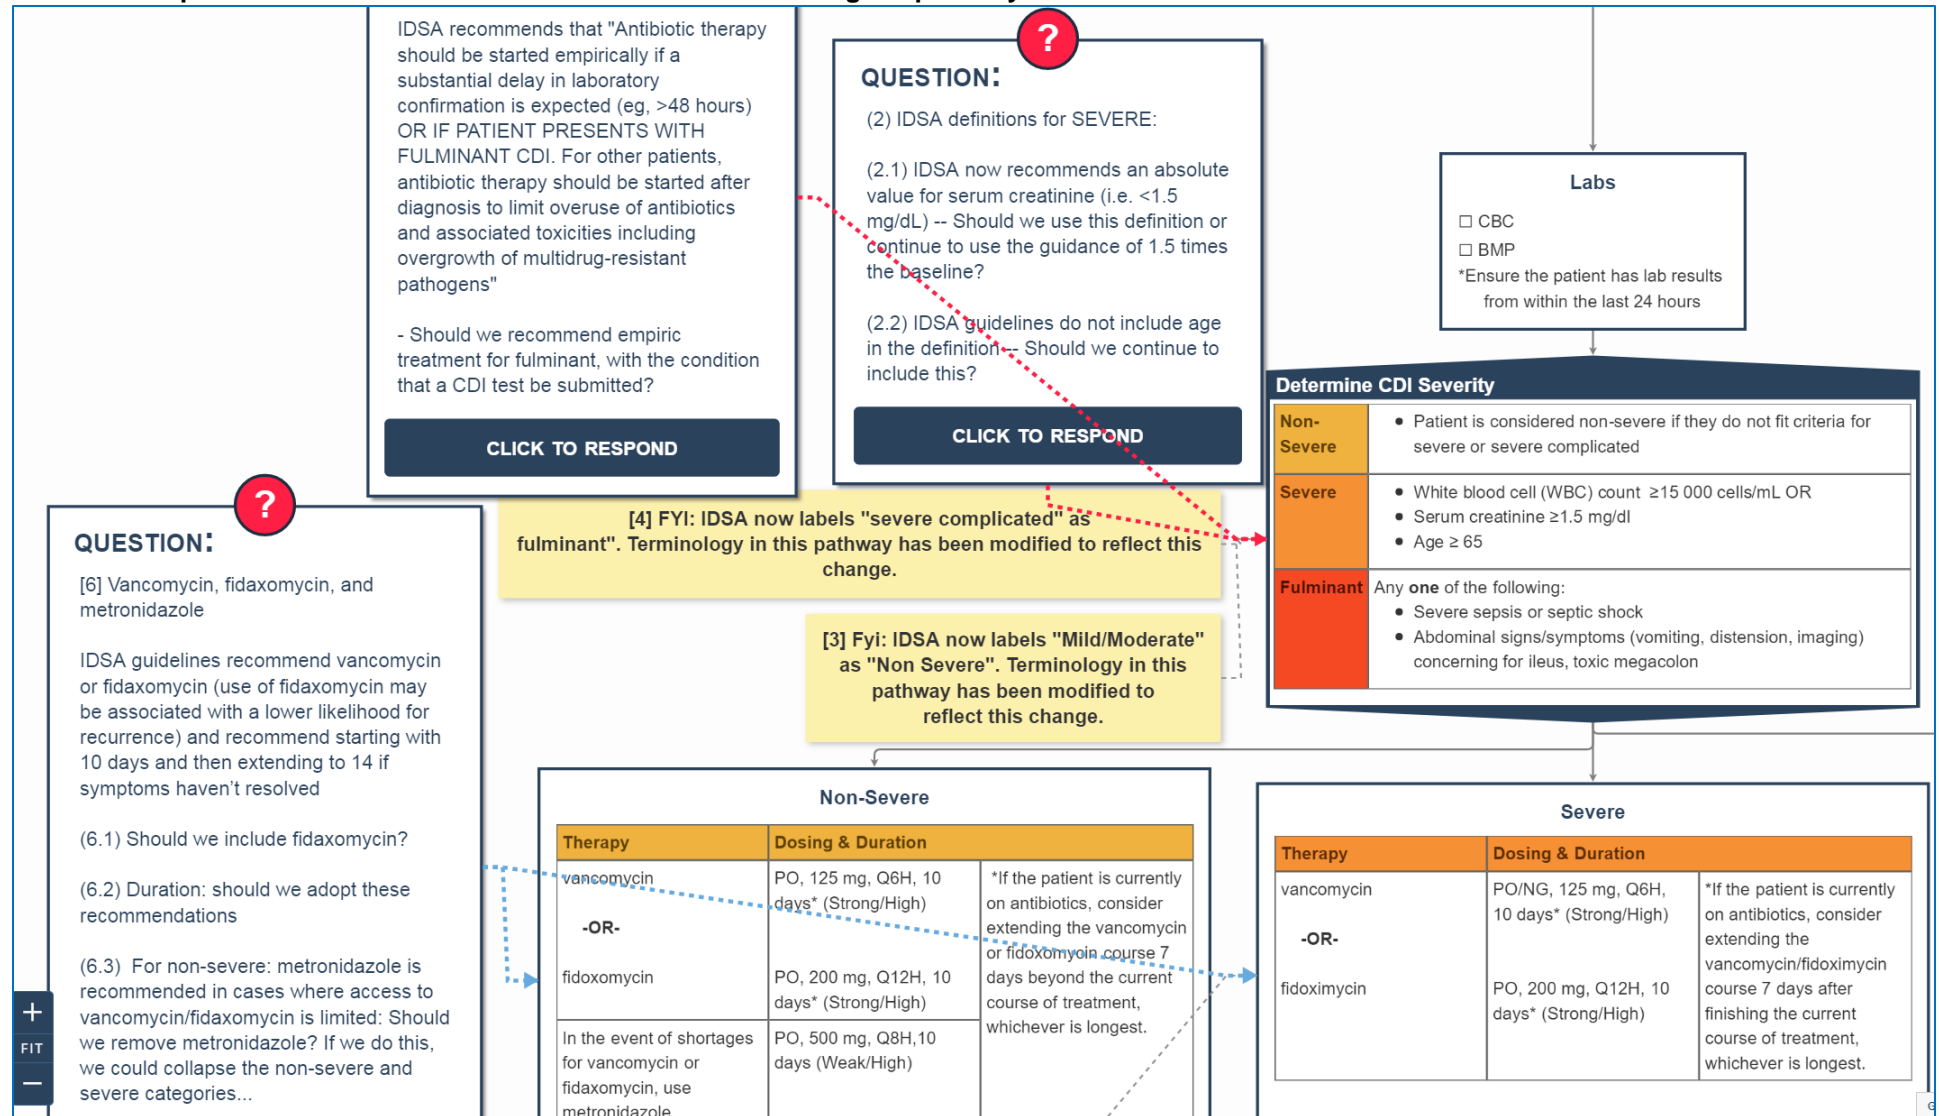 IDSA recommends that "Antibiotic therapy
should be started empirically if a
substantial delay in laboratory
confirmation is expected (eg, >48 hours)
OR IF PATIENT PRESENTS WITH
FULMINANT CDI. For other patients,
antibiotic therapy should be started after
diagnosis to limit overuse of antibiotics
and associated toxicities including
overgrowth of multidrug-resistant
pathogens"
- Should we recommend empiric
treatment for fulminant, with the condition
that a CDI test be submitted?
CLICK TO RESPOND
?
QUESTION:
(2) IDSA definitions for SEVERE:
(2.1) IDSA now recommends an absolute
value for serum creatinine (i.e. <1.5
mg/dL) -- Should we use this definition or
continue to use the guidance of 1.5 times
the baseline?
(2.2) IDSA guidelines do not include age
in the definition -- Should we continue to
include this?
CLICK TO RESPOND
Labs
☐ CBC
☐ BMP
*Ensure the patient has lab results
from within the last 24 hours
Determine CDI Severity
Non-
Severe
• Patient is considered non-severe if they do not fit criteria for
severe or severe complicated
Severe
• White blood cell (WBC) count ≥15 000 cells/mL OR
• Serum creatinine ≥1.5 mg/dl
• Age ≥ 65
Fulminant
Any one of the following:
• Severe sepsis or septic shock
• Abdominal signs/symptoms (vomiting, distension, imaging)
concerning for ileus, toxic megacolon
[4] FYI: IDSA now labels "severe complicated" as
fulminant". Terminology in this pathway has been modified to reflect this
change.
[3] Fyi: IDSA now labels "Mild/Moderate"
as "Non Severe". Terminology in this
pathway has been modified to
reflect this change.
?
QUESTION:
[6] Vancomycin, fidaxomycin, and
metronidazole
IDSA guidelines recommend vancomycin
or fidaxomycin (use of fidaxomycin may
be associated with a lower likelihood for
recurrence) and recommend starting with
10 days and then extending to 14 if
symptoms haven't resolved
(6.1) Should we include fidaxomycin?
(6.2) Duration: should we adopt these
recommendations
(6.3) For non-severe: metronidazole is
recommended in cases where access to
vancomycin/fidaxomycin is limited: Should
we remove metronidazole? If we do this,
we could collapse the non-severe and
severe categories...
+
FIT
−
Non-Severe
Therapy
Dosing & Duration
vancomycin
-OR-
fidoxomycin
PO, 125 mg, Q6H, 10
days* (Strong/High)
PO, 200 mg, Q12H, 10
days* (Strong/High)
*If the patient is currently
on antibiotics, consider
extending the vancomycin
or fidoxomycin course 7
days beyond the current
course of treatment,
whichever is longest.
In the event of shortages
for vancomycin or
fidaxomycin, use
metronidazole
PO, 500 mg, Q8H,10
days (Weak/High)
Severe
Therapy
Dosing & Duration
vancomycin
-OR-
fidoximycin
PO/NG, 125 mg, Q6H,
10 days* (Strong/High)
PO, 200 mg, Q12H, 10
days* (Strong/High)
*If the patient is currently
on antibiotics, consider
extending the
vancomycin/fidoximycin
course 7 days after
finishing the current
course of treatment,
whichever is longest.